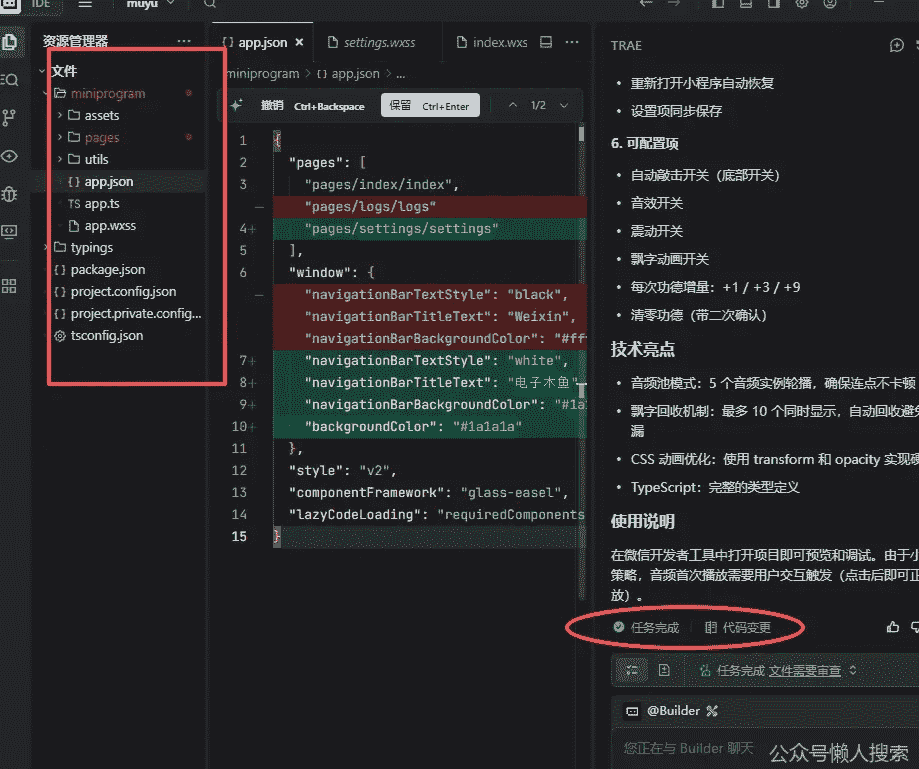 IDE
muyu
资源管理器
文件
miniprogram
assets
pages
utils
{} app.json
TS app.ts
app.wxss
typings
{} package.json
{} project.config.json
{} project.private.config...
tsconfig.json
{} app.json ×
settings.wxss
index.wxs
miniprogram > {} app.json > ...
撤销 Ctrl+Backspace
保留 Ctrl+Enter
1/2
1 {
2 "pages": [
3 "pages/index/index",
— "pages/logs/logs"
4+ "pages/settings/settings"
5 ],
6 "window": {
— "navigationBarTextStyle": "black",
"navigationBarTitleText": "Weixin",
"navigationBarBackgroundColor": "#ff
7+ "navigationBarTextStyle": "white",
8+ "navigationBarTitleText": "电子木鱼"
9+ "navigationBarBackgroundColor": "#1a
10+ "backgroundColor": "#1a1a1a"
11 },
12 "style": "v2",
13 "componentFramework": "glass-easel",
14 "lazyCodeLoading": "requiredComponents
15 }
TRAE
• 重新打开小程序自动恢复
• 设置项同步保存
6. 可配置项
• 自动敲击开关（底部开关）
• 音效开关
• 震动开关
• 飘字动画开关
• 每次功德增量：+1 / +3 / +9
• 清零功德（带二次确认）
技术亮点
• 音频池模式：5 个音频实例轮播，确保连点不卡顿
• 飘字回收机制：最多 10 个同时显示，自动回收避免
漏
• CSS 动画优化：使用 transform 和 opacity 实现硬
• TypeScript：完整的类型定义
使用说明
在微信开发者工具中打开项目即可预览和调试。由于小
策略，音频首次播放需要用户交互触发（点击后即可正
放）。
任务完成
代码变更
任务完成 文件需要审查
@Builder
您正在与 Builder 聊天
公众号懒人搜索